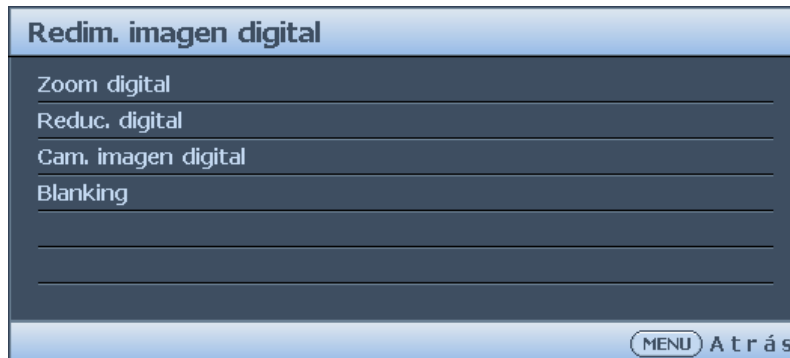 Redim. imagen digital
Zoom digital
Reduc. digital
Cam. imagen digital
Blanking
MENU Atrás